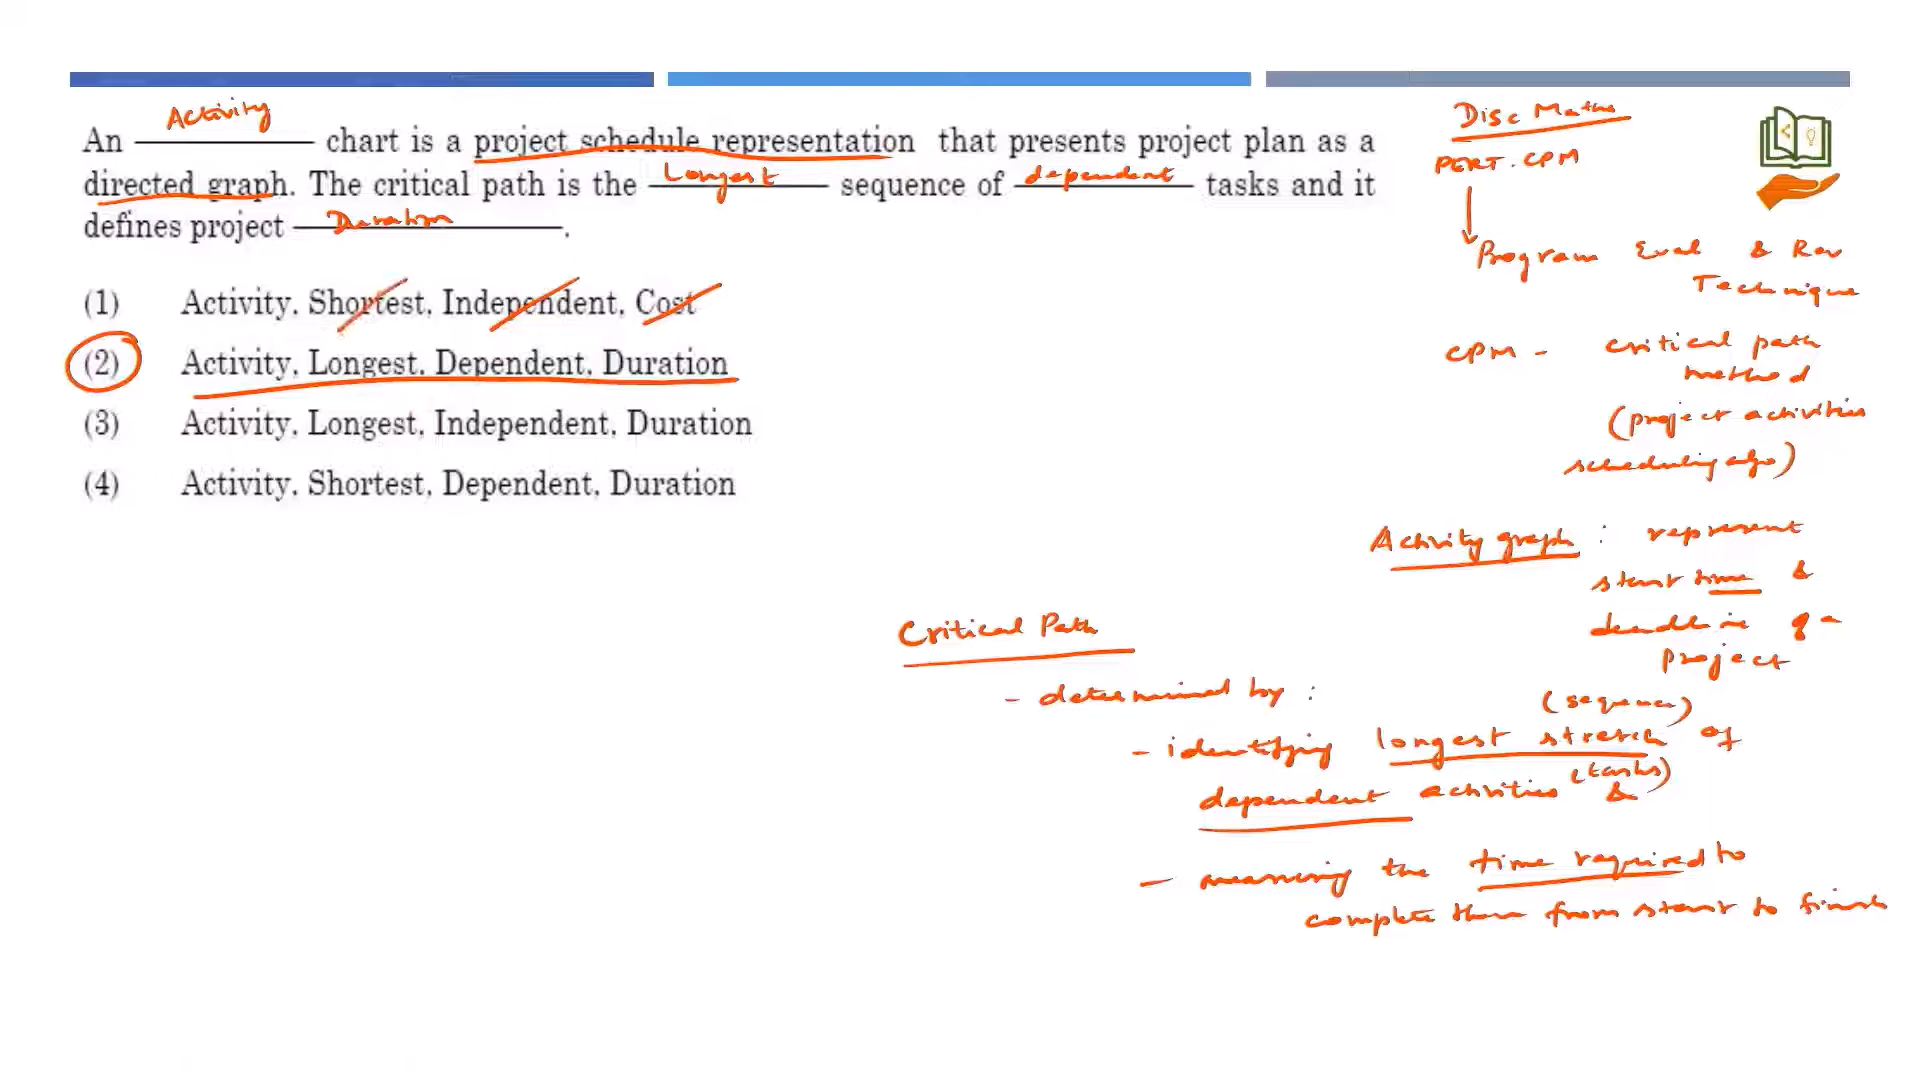 Activity
An ____________ chart is a project schedule representation that presents project plan as a
directed graph. The critical path is the Longest sequence of dependent tasks and it
defines project Duration.
(1) Activity, Shortest, Independent, Cost
(2) Activity, Longest, Dependent, Duration
(3) Activity, Longest, Independent, Duration
(4) Activity, Shortest, Dependent, Duration
Disc Maths
PERT-CPM
Program Eval & Rev
Technique
CPM - critical path
method
(project activities
scheduling algo)
Activity graph : represent
start time &
deadline of a
project
Critical Path
- determined by :
(sequence)
- identifying longest stretch of
dependent activities (tasks) &
- measuring the time required to
complete them from start to finish